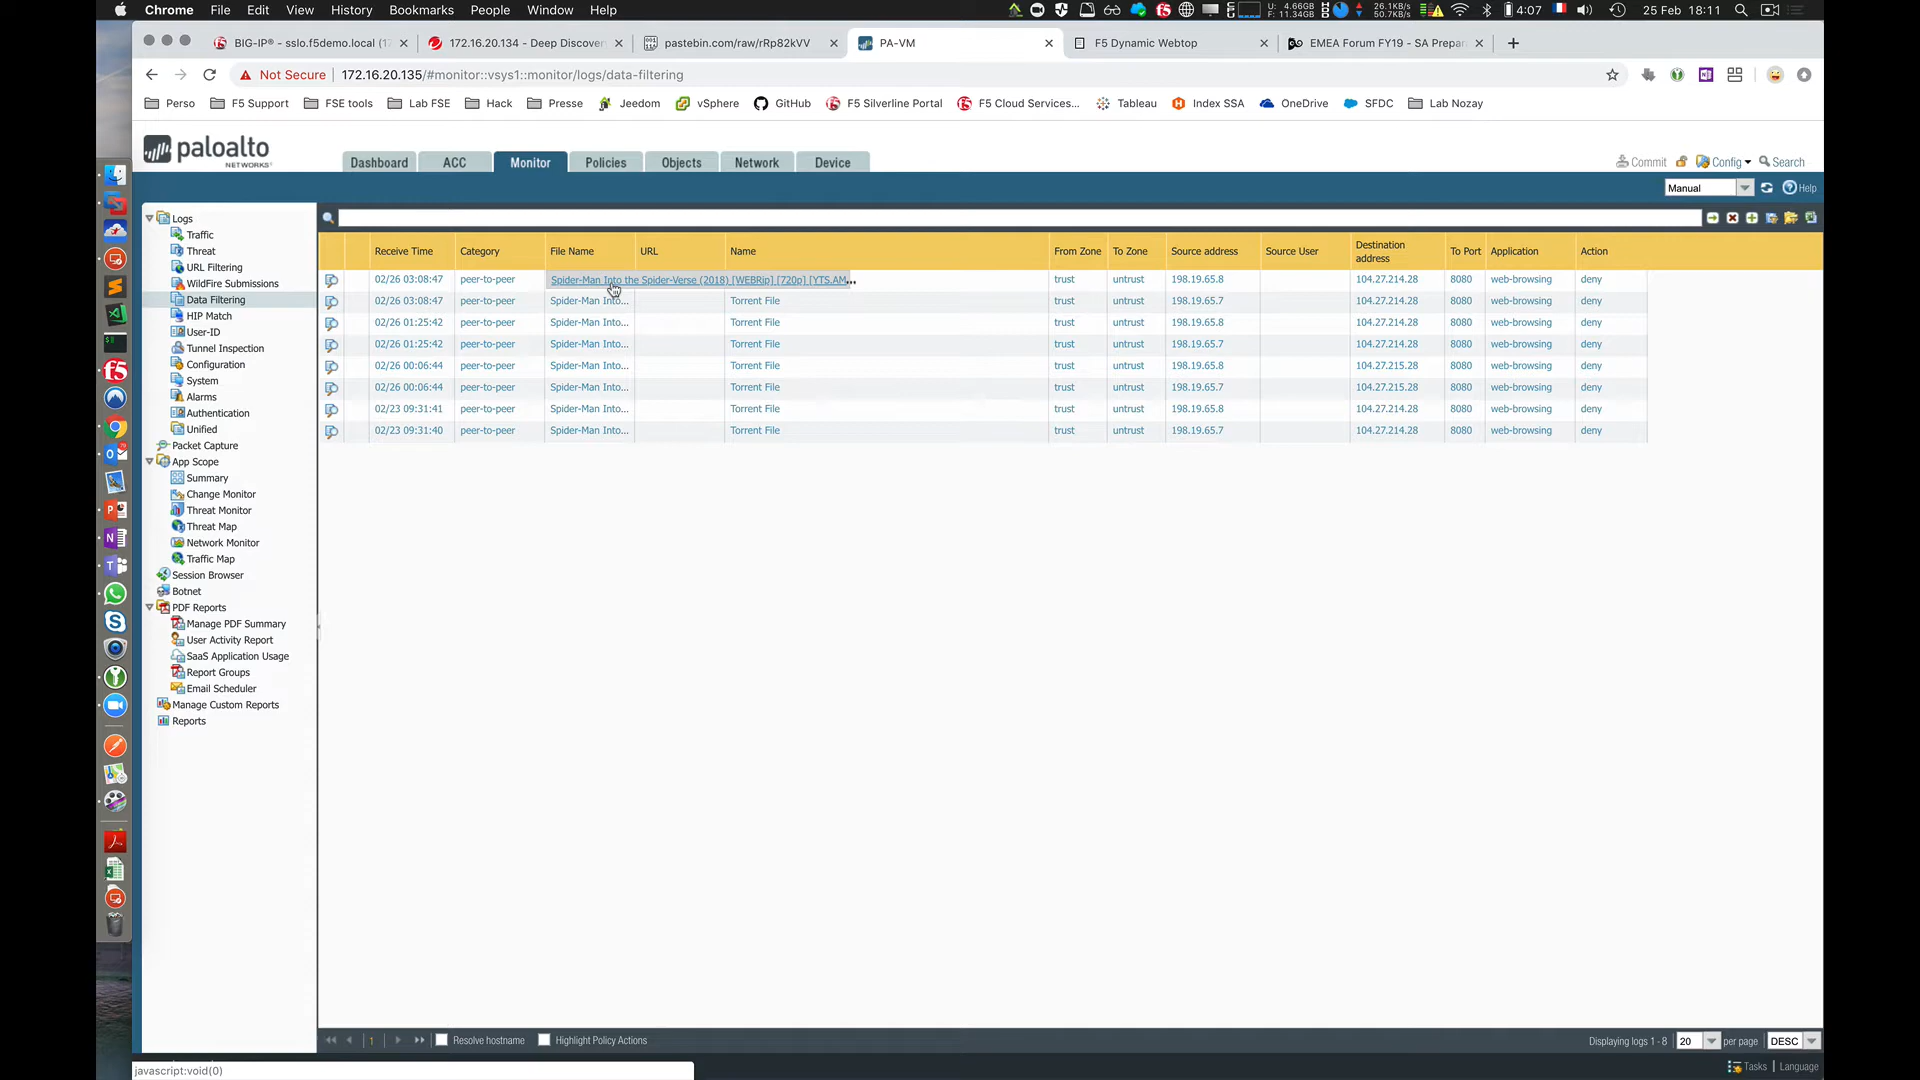 Chrome File Edit View History Bookmarks People Window Help U: 4.66GB F: 11.34GB 26.1KB/s 50.7KB/s 4:07 25 Feb 18:11
BIG-IP® - sslo.f5demo.local (17 172.16.20.134 - Deep Discover pastebin.com/raw/rRp82kVV PA-VM F5 Dynamic Webtop EMEA Forum FY19 - SA Prepar
Not Secure 172.16.20.135/#monitor::vsys1::monitor/logs/data-filtering
Perso F5 Support FSE tools Lab FSE Hack Presse Jeedom vSphere GitHub F5 Silverline Portal F5 Cloud Services... Tableau Index SSA OneDrive SFDC Lab Nozay
paloalto NETWORKS
Dashboard ACC Monitor Policies Objects Network Device Commit Config Search
Manual Help
Logs
Traffic
Threat
URL Filtering
WildFire Submissions
Data Filtering
HIP Match
User-ID
Tunnel Inspection
Configuration
System
Alarms
Authentication
Unified
Packet Capture
App Scope
Summary
Change Monitor
Threat Monitor
Threat Map
Network Monitor
Traffic Map
Session Browser
Botnet
PDF Reports
Manage PDF Summary
User Activity Report
SaaS Application Usage
Report Groups
Email Scheduler
Manage Custom Reports
Reports
Receive Time Category File Name URL Name From Zone To Zone Source address Source User Destination address To Port Application Action
02/26 03:08:47 peer-to-peer Spider-Man Into the Spider-Verse (2018) [WEBRip] [720p] [YTS.AM... trust untrust 198.19.65.8 104.27.214.28 8080 web-browsing deny
02/26 03:08:47 peer-to-peer Spider-Man Into... Torrent File trust untrust 198.19.65.7 104.27.214.28 8080 web-browsing deny
02/26 01:25:42 peer-to-peer Spider-Man Into... Torrent File trust untrust 198.19.65.8 104.27.214.28 8080 web-browsing deny
02/26 01:25:42 peer-to-peer Spider-Man Into... Torrent File trust untrust 198.19.65.7 104.27.214.28 8080 web-browsing deny
02/26 00:06:44 peer-to-peer Spider-Man Into... Torrent File trust untrust 198.19.65.8 104.27.215.28 8080 web-browsing deny
02/26 00:06:44 peer-to-peer Spider-Man Into... Torrent File trust untrust 198.19.65.7 104.27.215.28 8080 web-browsing deny
02/23 09:31:41 peer-to-peer Spider-Man Into... Torrent File trust untrust 198.19.65.8 104.27.214.28 8080 web-browsing deny
02/23 09:31:40 peer-to-peer Spider-Man Into... Torrent File trust untrust 198.19.65.7 104.27.214.28 8080 web-browsing deny
1 Resolve hostname Highlight Policy Actions Displaying logs 1 - 8 20 per page DESC
javascript:void(0) Tasks Language